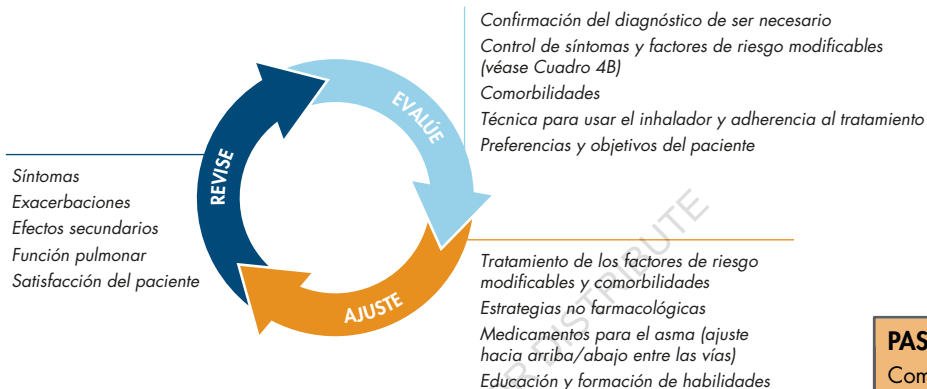 Confirmación del diagnóstico de ser necesario
Control de síntomas y factores de riesgo modificables
(véase Cuadro 4B)
Comorbilidades
Técnica para usar el inhalador y adherencia al tratamiento
Preferencias y objetivos del paciente
EVALÚE
REVISE
Síntomas
Exacerbaciones
Efectos secundarios
Función pulmonar
Satisfacción del paciente
AJUSTE
Tratamiento de los factores de riesgo
modificables y comorbilidades
Estrategias no farmacológicas
Medicamentos para el asma (ajuste
hacia arriba/abajo entre las vías)
Educación y formación de habilidades
PAS
Com
R DISTRIBUTE